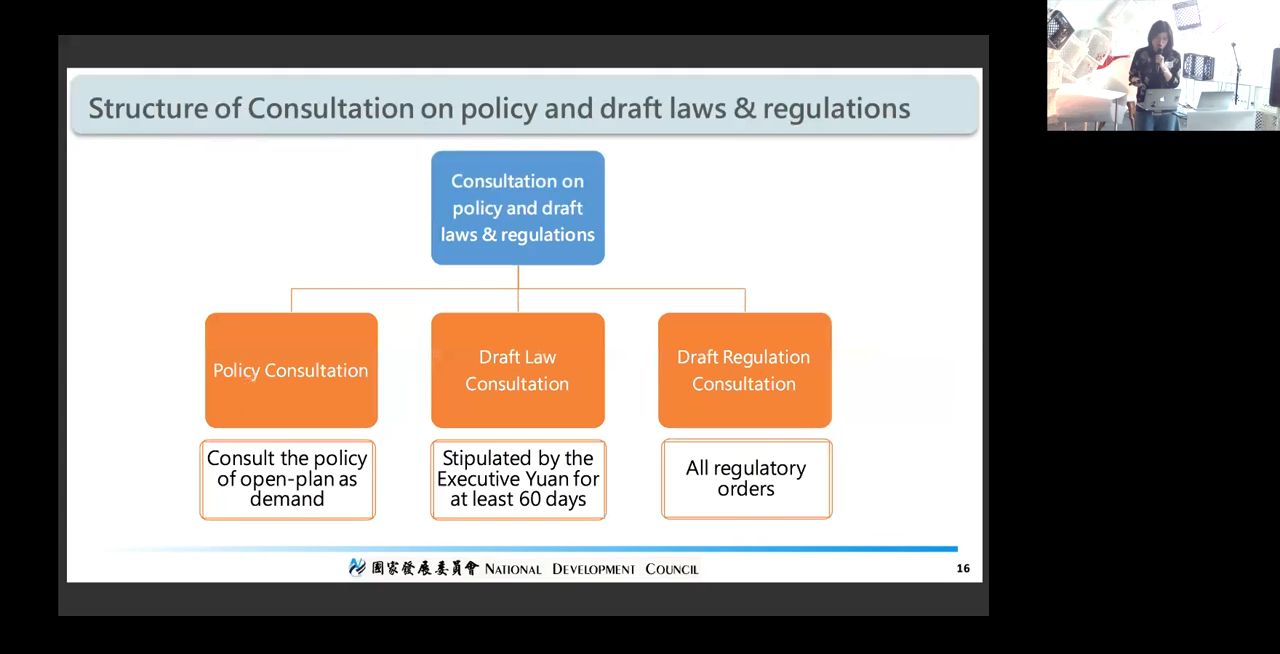 Structure of Consultation on policy and draft laws & regulations
Consultation on
policy and draft
laws & regulations
Policy Consultation
Draft Law
Consultation
Draft Regulation
Consultation
Consult the policy
of open-plan as
demand
Stipulated by the
Executive Yuan for
at least 60 days
All regulatory
orders
國家發展委員會 NATIONAL DEVELOPMENT COUNCIL
16